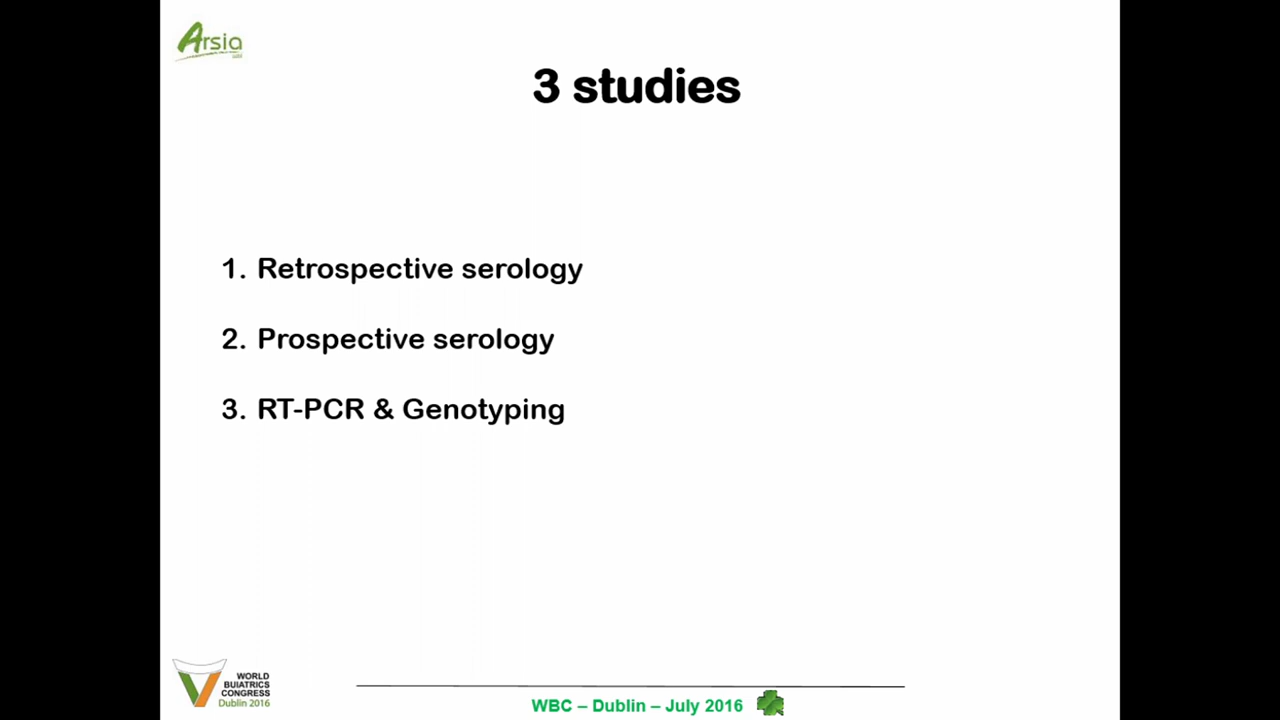 Arsia
3 studies
1. Retrospective serology
2. Prospective serology
3. RT-PCR & Genotyping
WORLD
BUIATRICS
CONGRESS
Dublin 2016
WBC – Dublin – July 2016